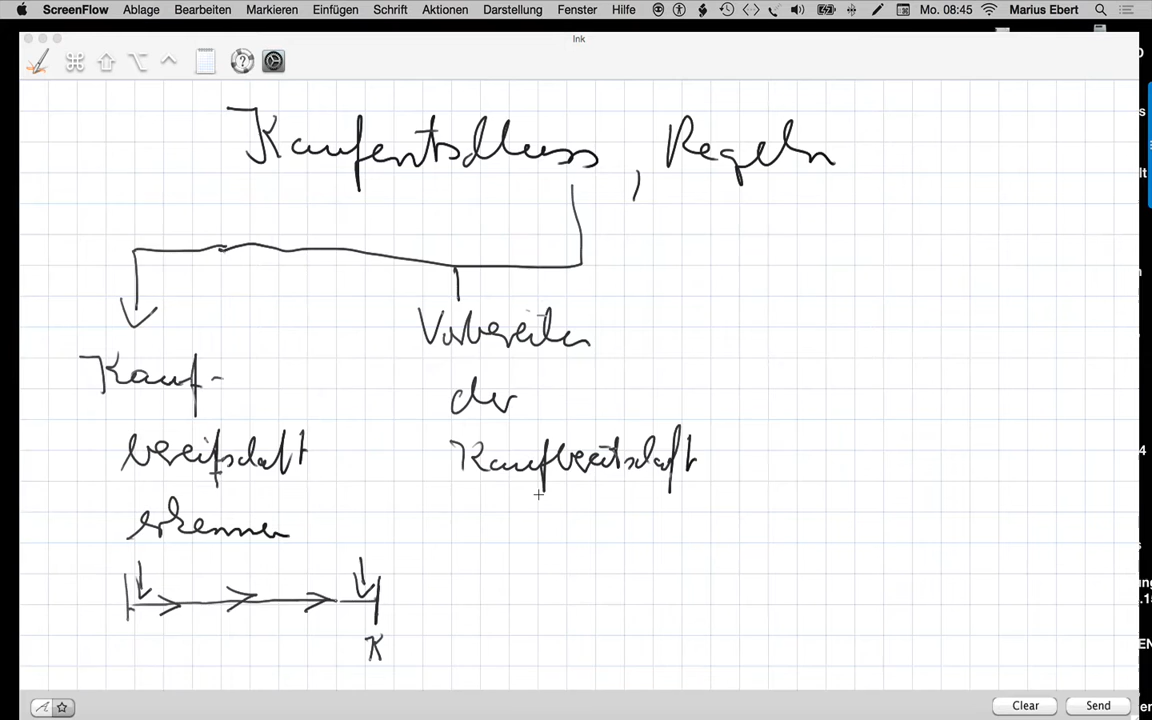 ScreenFlow Ablage Bearbeiten Markieren Einfügen Schrift Aktionen Darstellung Fenster Hilfe Mo. 08:45 Marius Ebert
Ink
Kaufentschluss, Regeln
Kauf-
bereitschaft
erkennen
K
Vorbereiten
der
Kaufbereitschaft
Clear Send